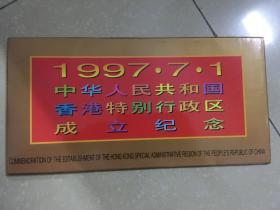 1997·7·1
中华人民共和国
香港特别行政区
成立纪念
COMMEMORATION OF THE ESTABLISHMENT OF THE HONG KONG SPECIAL ADMINISTRATIVE REGION OF THE PEOPLE'S REPUBLIC OF CHINA